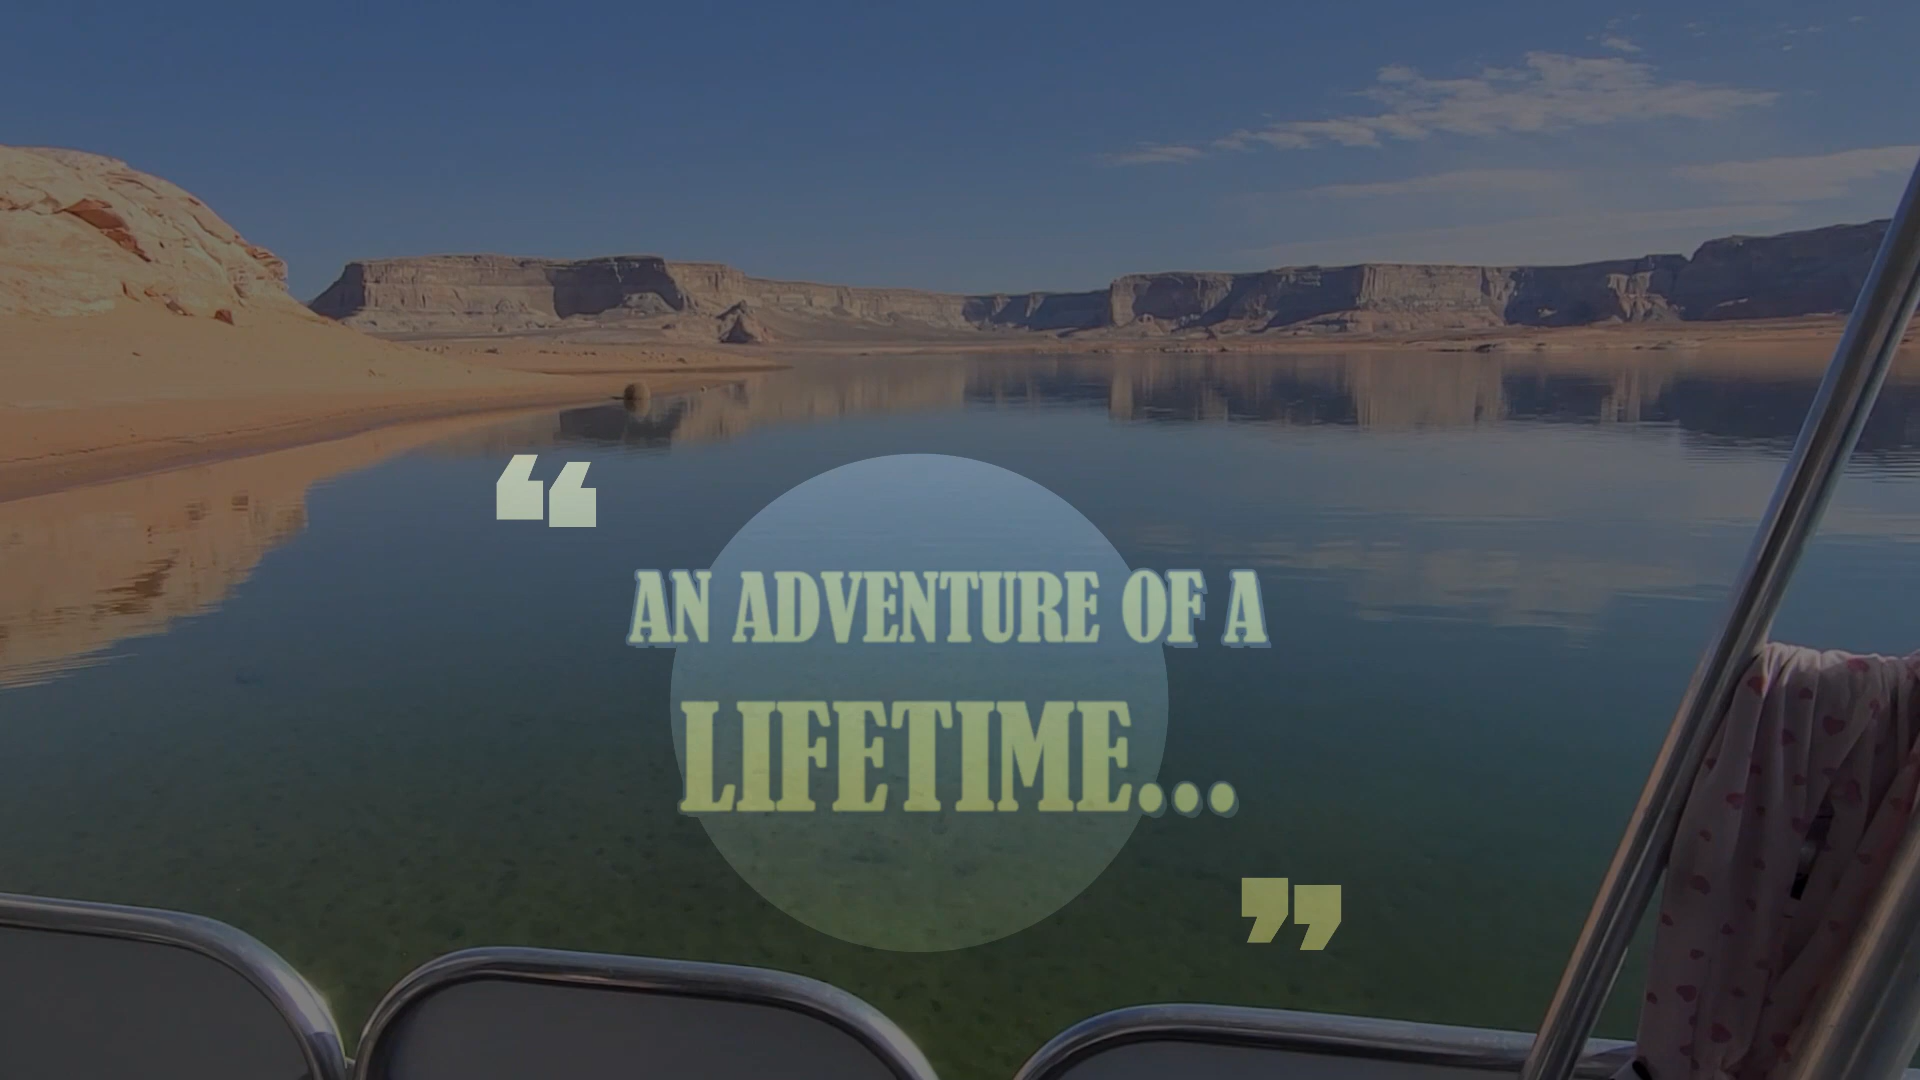 “
AN ADVENTURE OF A
LIFETIME...
”